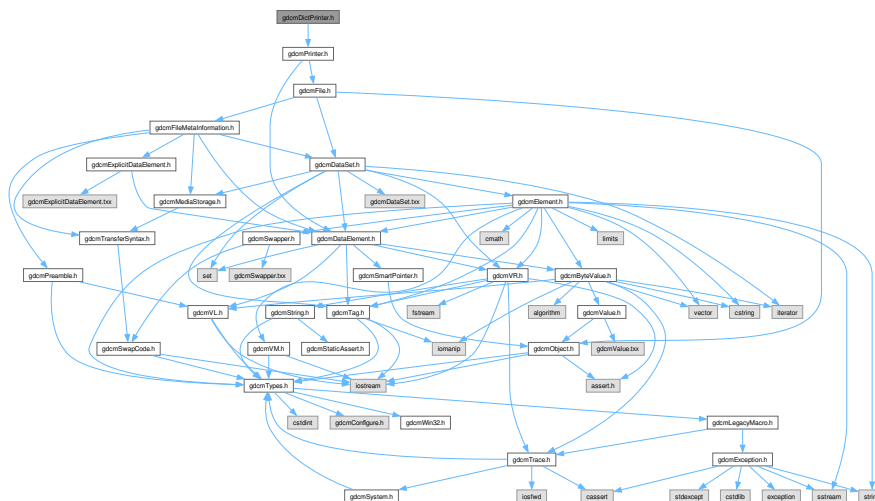 gdcmDictPrinter.h
gdcmPrinter.h
gdcmFile.h
gdcmFileMetaInformation.h
gdcmExplicitDataElement.h
gdcmDataSet.h
gdcmExplicitDataElement.txx
gdcmMediaStorage.h
gdcmDataSet.txx
gdcmElement.h
gdcmTransferSyntax.h
gdcmSwapper.h
gdcmDataElement.h
cmath
limits
gdcmPreamble.h
set
gdcmSwapper.txx
gdcmSmartPointer.h
gdcmVR.h
gdcmByteValue.h
gdcmVL.h
gdcmString.h
gdcmTag.h
fstream
algorithm
gdcmValue.h
vector
cstring
iterator
gdcmSwapCode.h
gdcmVM.h
gdcmStaticAssert.h
iomanip
gdcmObject.h
gdcmValue.txx
gdcmTypes.h
iostream
assert.h
cstdint
gdcmConfigure.h
gdcmWin32.h
gdcmLegacyMacro.h
gdcmTrace.h
gdcmException.h
gdcmSystem.h
iosfwd
cassert
stdexcept
cstdlib
exception
sstream